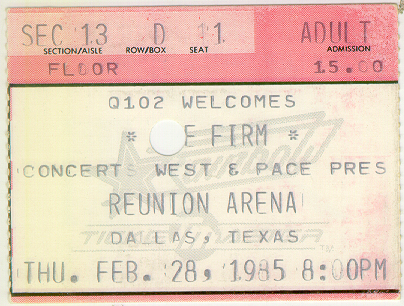 SEC 13 D $1 ADULT
SECTION/AISLE ROW/BOX SEAT ADMISSION
FLOOR 15.00
Q102 WELCOMES
* E FIRM *
CONCERTS WEST & PACE PRES
REUNION ARENA
DALLAS, TEXAS
THU. FEB. 28, 1985 8:00PM